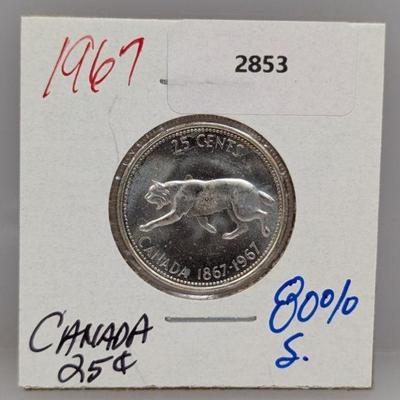 1967
2853
25 CENTS
CANADA 1867-1967
CANADA
25¢
80%
S.